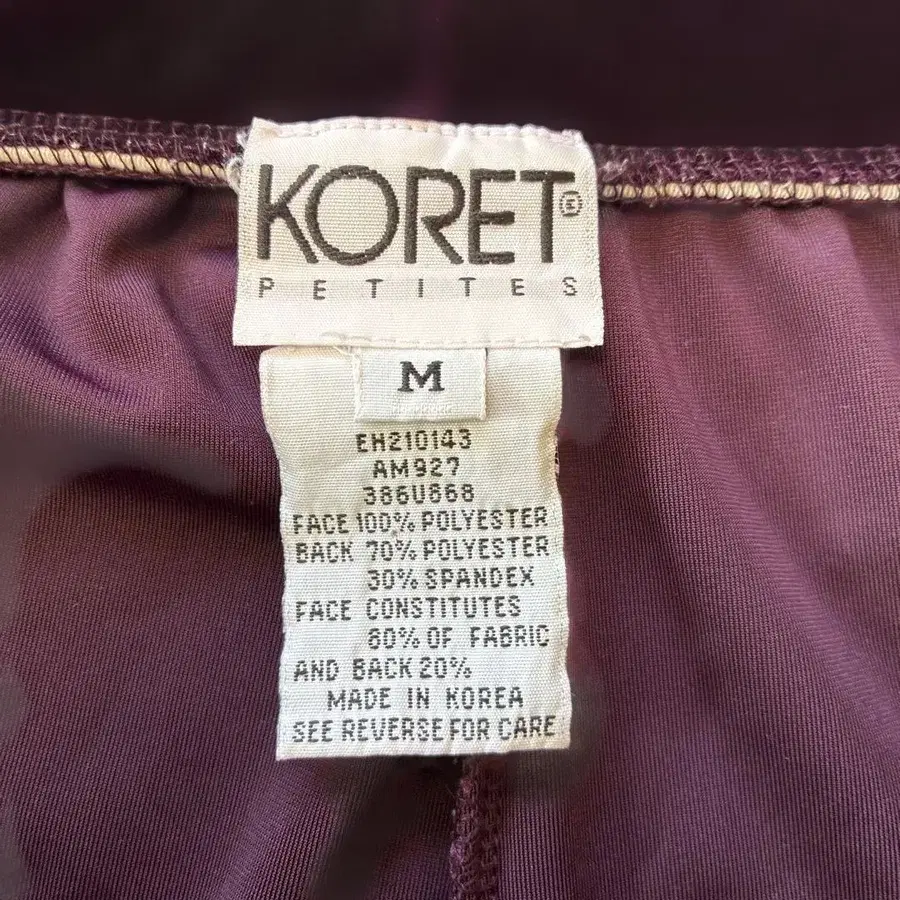 KORET®
PETITES
M
EH210143
AM927
386U868
FACE 100% POLYESTER
BACK 70% POLYESTER
30% SPANDEX
FACE CONSTITUTES
80% OF FABRIC
AND BACK 20%
MADE IN KOREA
SEE REVERSE FOR CARE